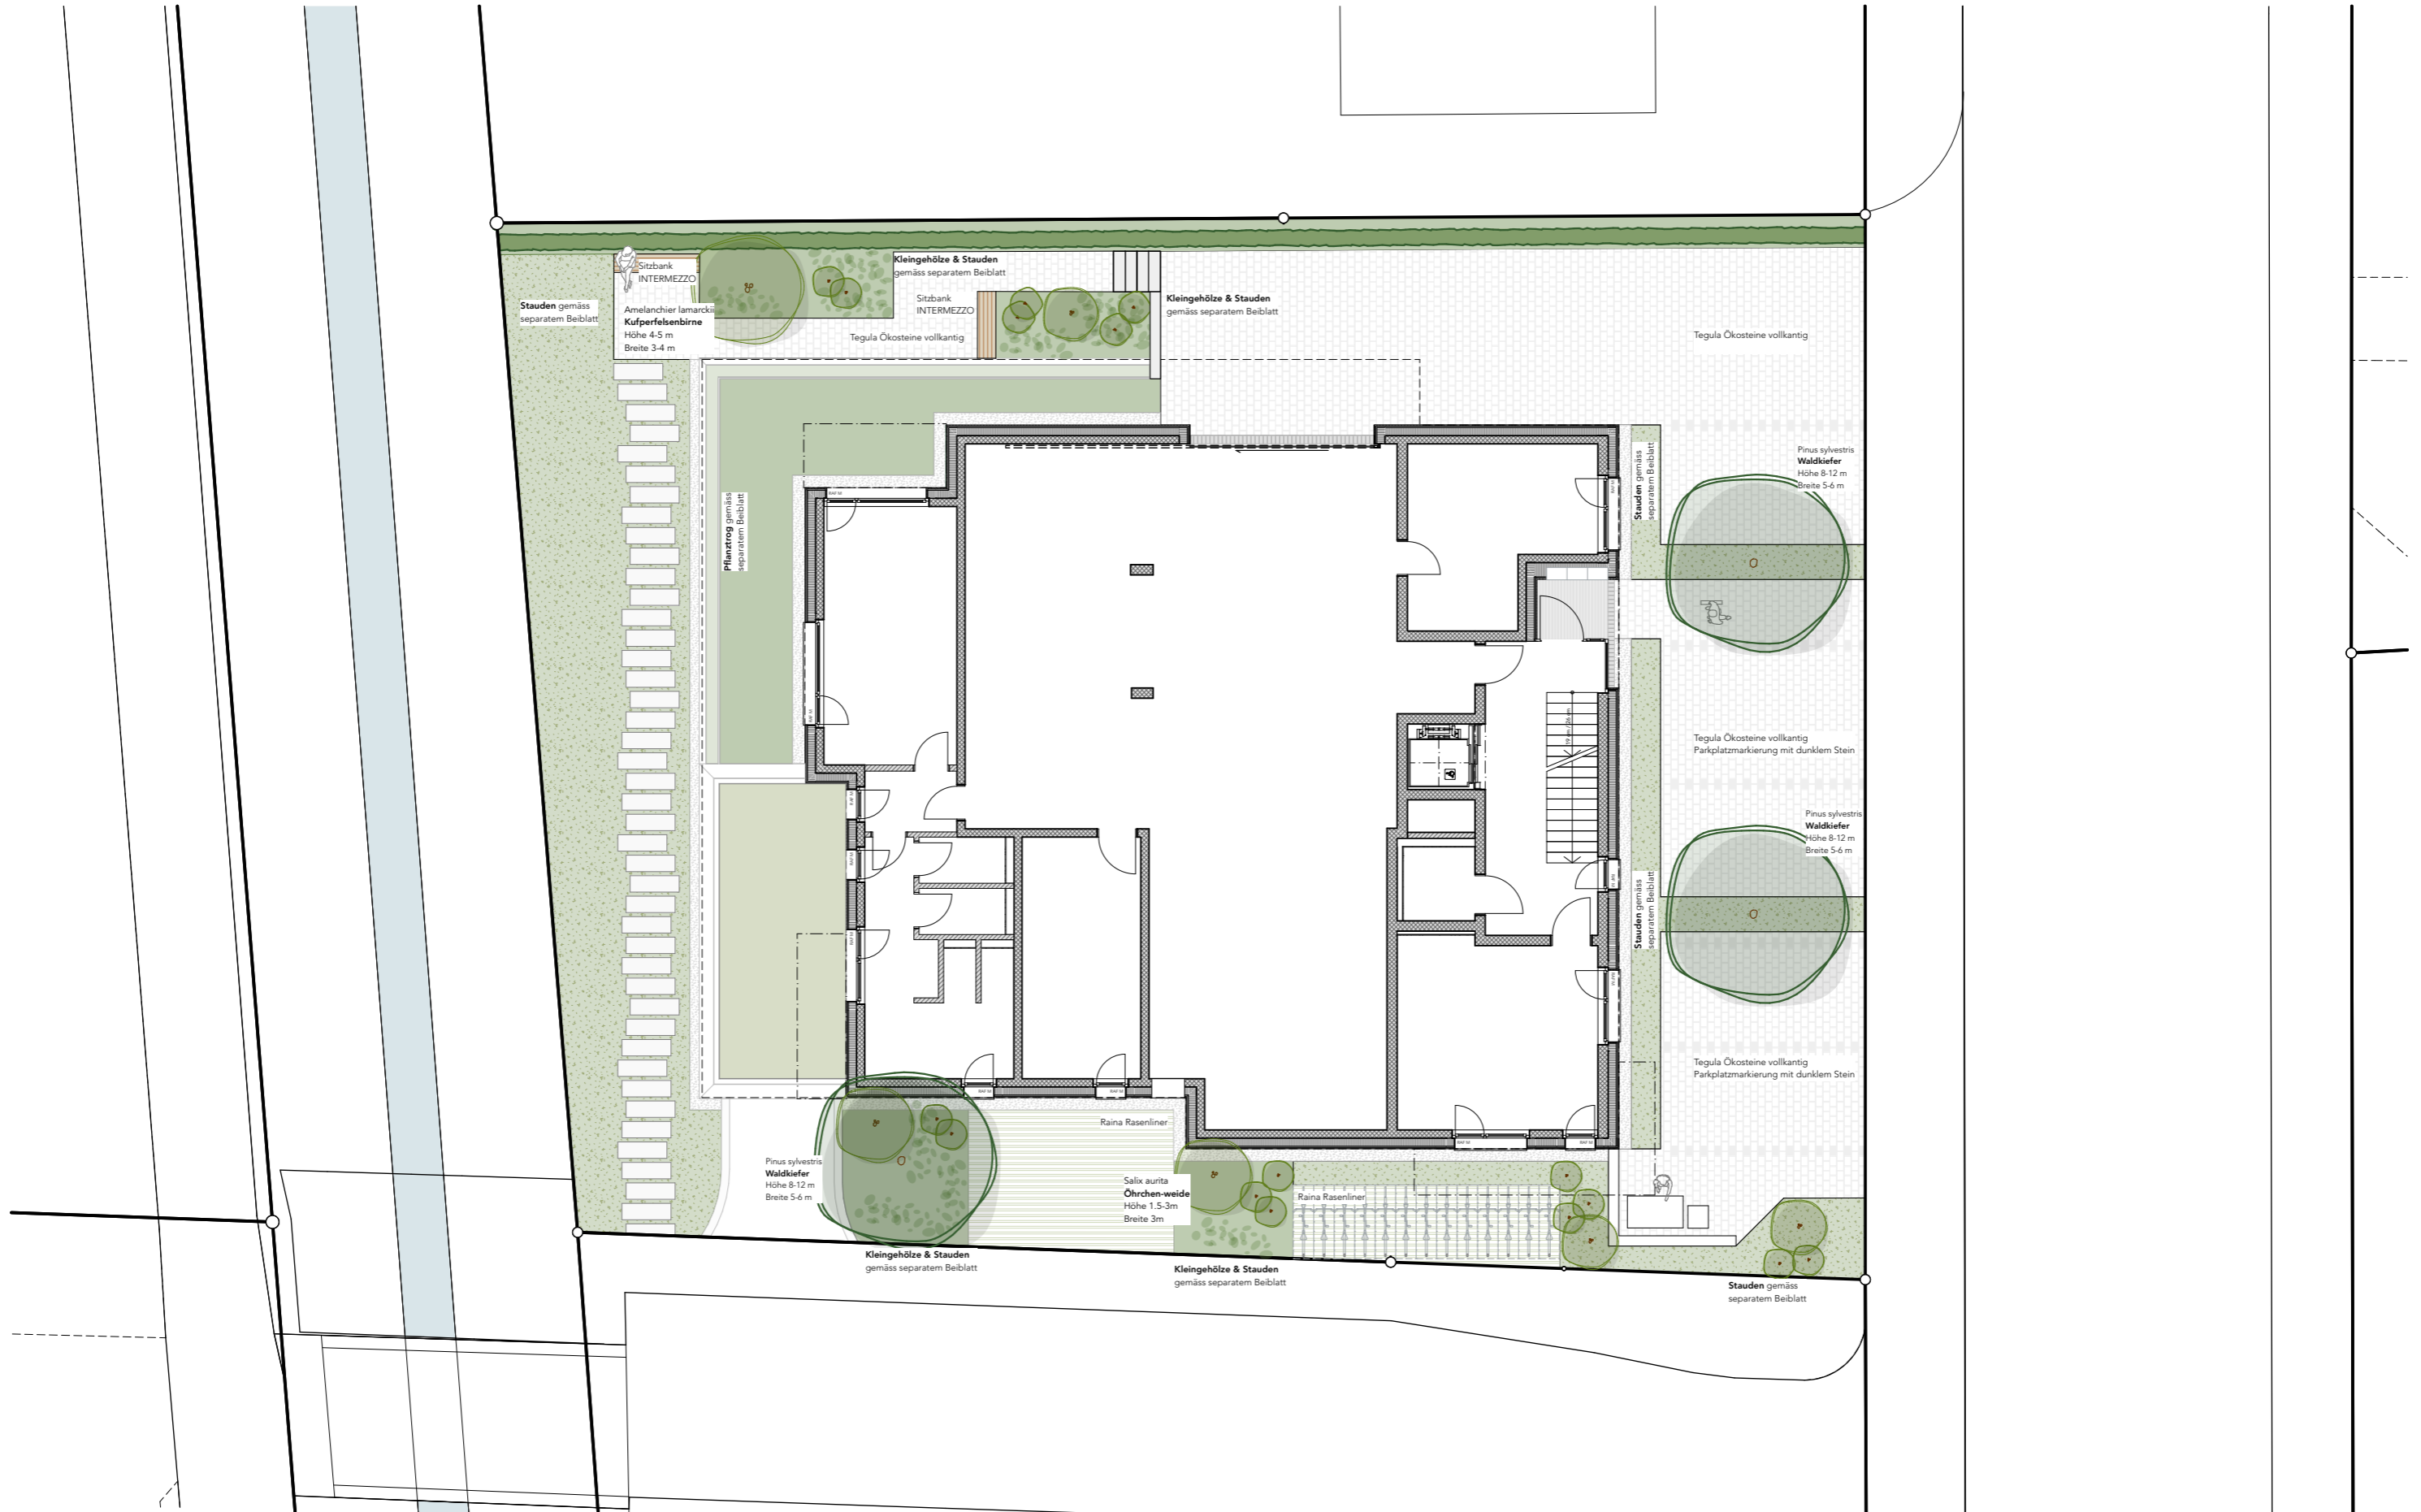 Kleingehölze & Stauden
gemäss separatem Beiblatt
Sitzbank
INTERMEZZO
Stauden gemäss
separatem Beiblatt
Amelanchier lamarckii
Kufperfelsenbirne
Höhe 4-5 m
Breite 3-4 m
Sitzbank
INTERMEZZO
Tegula Ökosteine vollkantig
Kleingehölze & Stauden
gemäss separatem Beiblatt
Tegula Ökosteine vollkantig
Pinus sylvestris
Waldkiefer
Höhe 8-12 m
Breite 5-6 m
Stauden gemäss
separatem Beiblatt
Pflanztrog gemäss
separatem Beiblatt
Tegula Ökosteine vollkantig
Parkplatzmarkierung mit dunklem Stein
Pinus sylvestris
Waldkiefer
Höhe 8-12 m
Breite 5-6 m
Stauden gemäss
separatem Beiblatt
Tegula Ökosteine vollkantig
Parkplatzmarkierung mit dunklem Stein
Raina Rasenliner
Pinus sylvestris
Waldkiefer
Höhe 8-12 m
Breite 5-6 m
Salix aurita
Öhrchen-weide
Höhe 1.5-3m
Breite 3m
Raina Rasenliner
Kleingehölze & Stauden
gemäss separatem Beiblatt
Kleingehölze & Stauden
gemäss separatem Beiblatt
Stauden gemäss
separatem Beiblatt